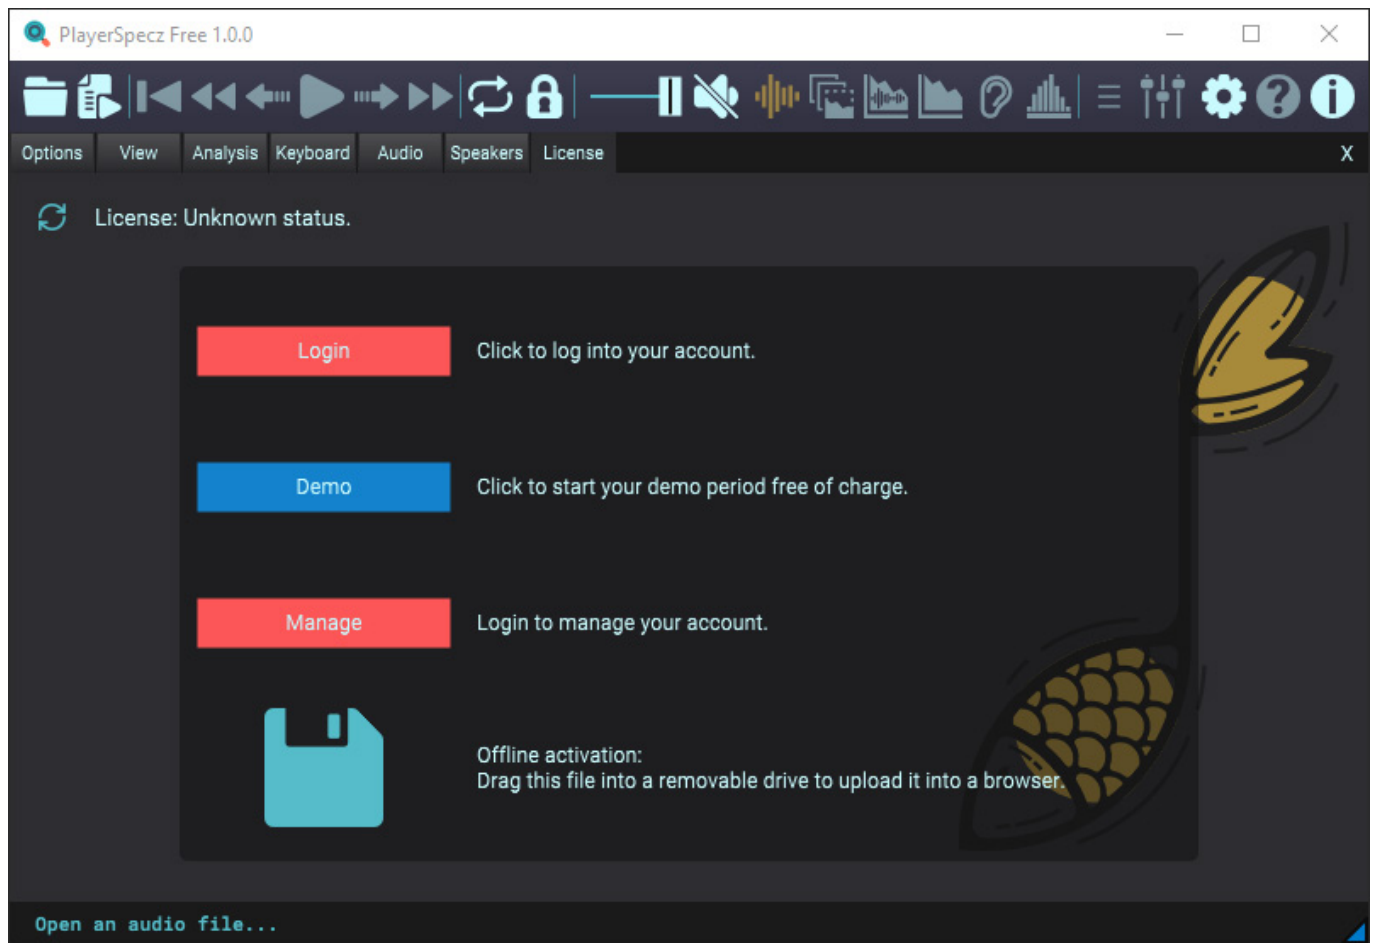 PlayerSpecz Free 1.0.0
Options View Analysis Keyboard Audio Speakers License X
License: Unknown status.
Login Click to log into your account.
Demo Click to start your demo period free of charge.
Manage Login to manage your account.
Offline activation:
Drag this file into a removable drive to upload it into a browser.
Open an audio file...